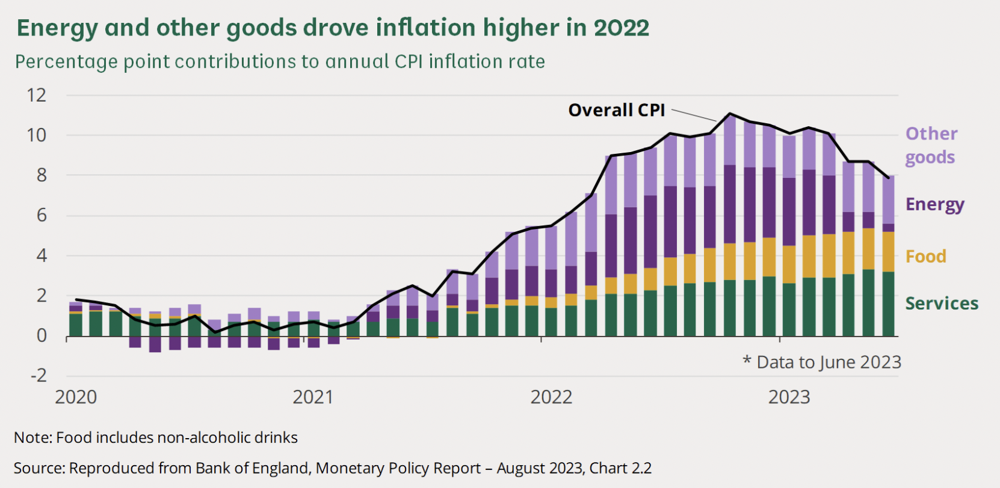 Energy and other goods drove inflation higher in 2022
Percentage point contributions to annual CPI inflation rate
12
10
8
6
4
2
0
-2
Overall CPI
Other
goods
Energy
Food
Services
* Data to June 2023
2020
2021
2022
2023
Note: Food includes non-alcoholic drinks
Source: Reproduced from Bank of England, Monetary Policy Report – August 2023, Chart 2.2